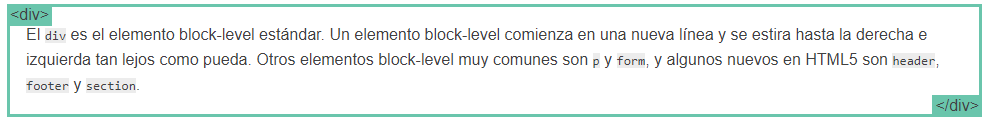 <div>
El div es el elemento block-level estándar. Un elemento block-level comienza en una nueva línea y se estira hasta la derecha e
izquierda tan lejos como pueda. Otros elementos block-level muy comunes son p y form, y algunos nuevos en HTML5 son header,
footer y section.
</div>